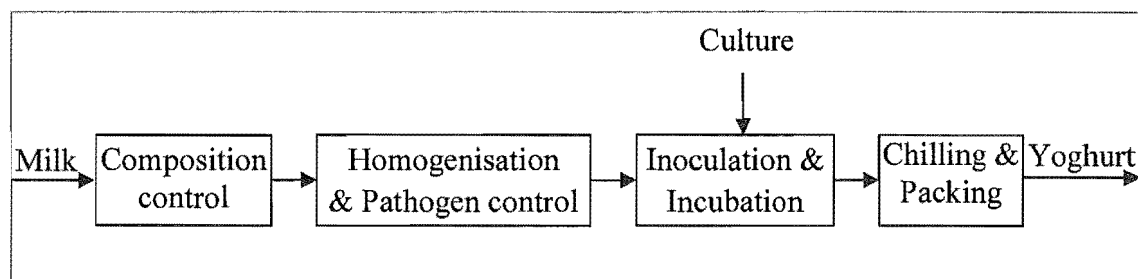 Culture
Milk
Composition
control
Homogenisation
& Pathogen control
Inoculation &
Incubation
Chilling &
Packing
Yoghurt